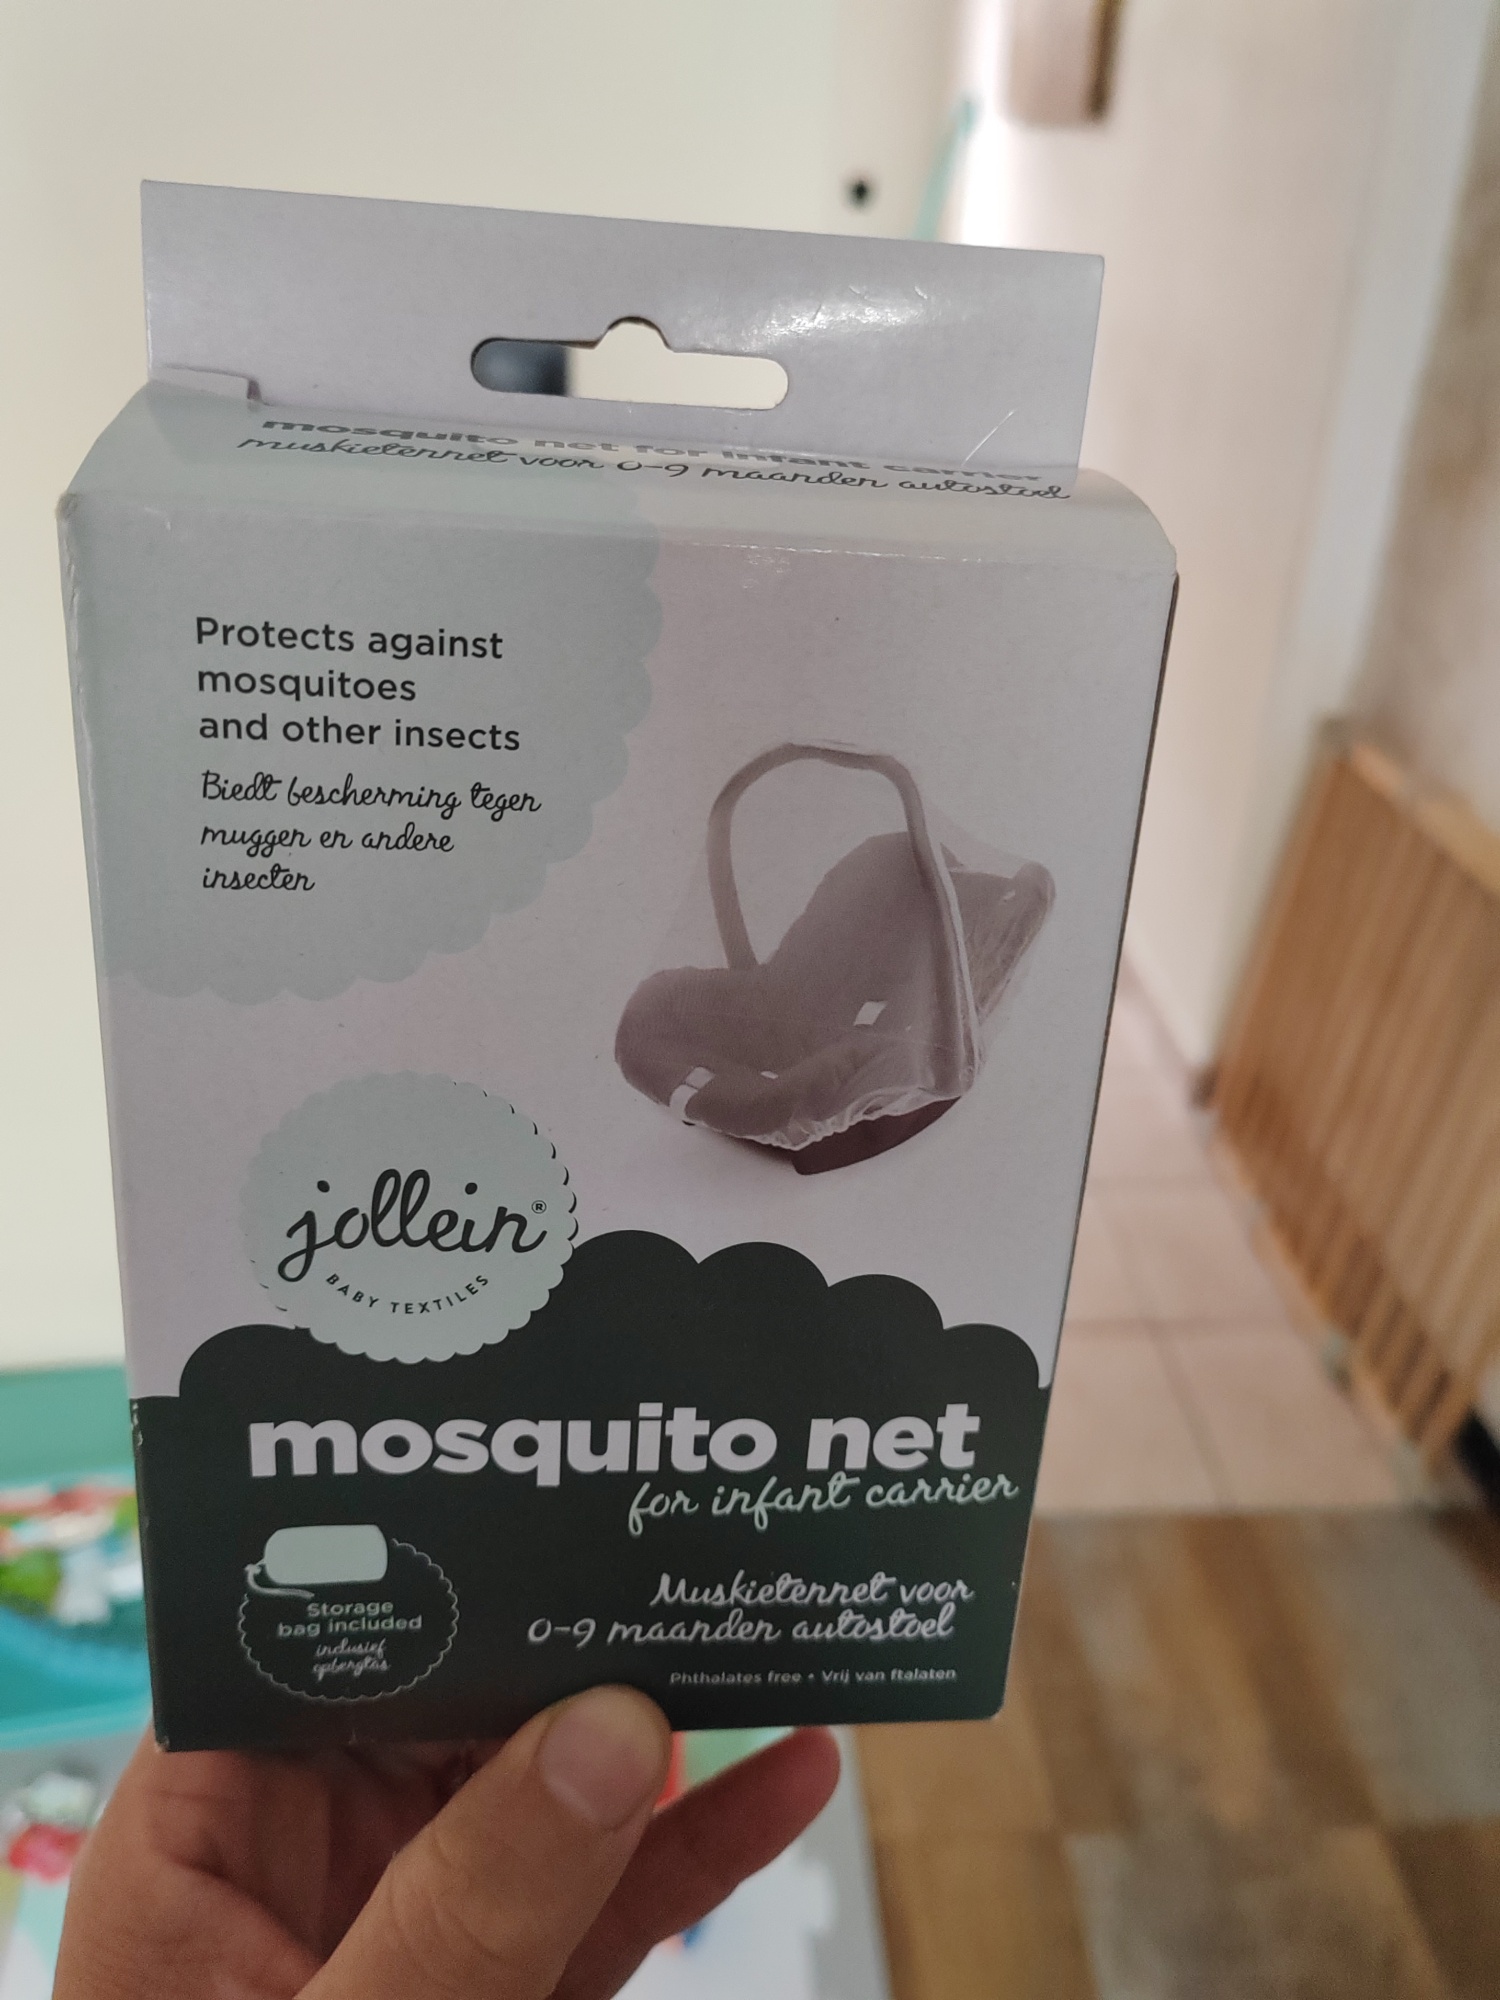 mosquito net for infant carrier
muskietennet voor 0-9 maanden autostoel
Protects against
mosquitoes
and other insects
Biedt bescherming tegen
muggen en andere
insecten
jollein®
BABY TEXTILES
mosquito net
for infant carrier
Storage
bag included
inclusief
opbergtas
Muskietennet voor
0-9 maanden autostoel
Phthalates free • Vrij van ftalaten